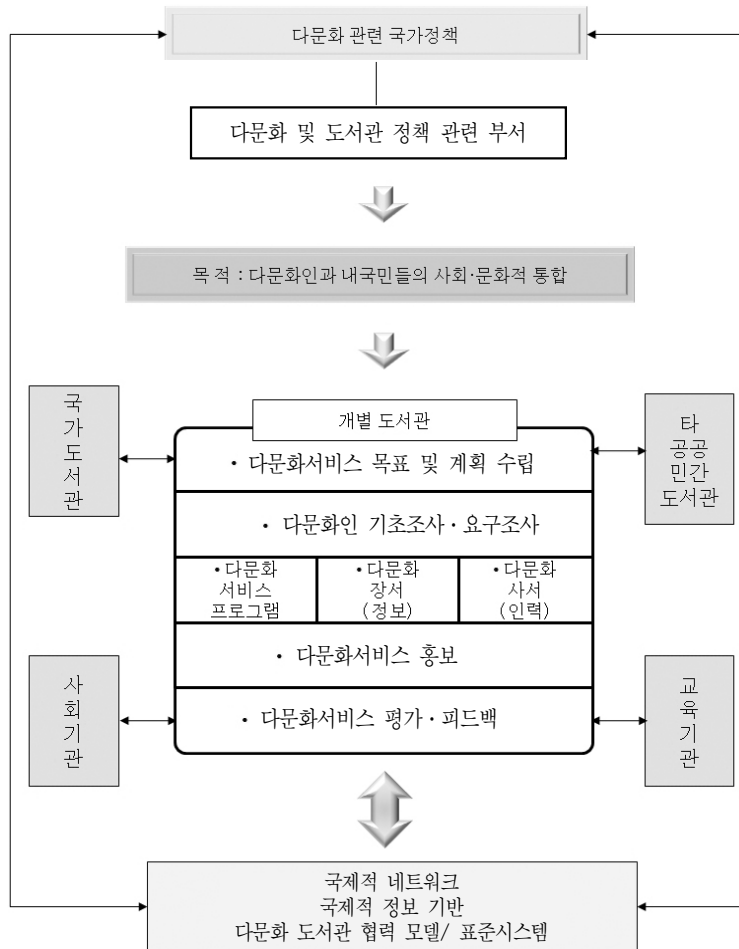 다문화 관련 국가정책
다문화 및 도서관 정책 관련 부서
목 적 : 다문화인과 내국민들의 사회·문화적 통합
국
가
도
서
관
개별 도서관
타
공공
민간
도서관
• 다문화서비스 목표 및 계획 수립
• 다문화인 기초조사·요구조사
•다문화
서비스
프로그램
•다문화
장서
(정보)
•다문화
사서
(인력)
• 다문화서비스 홍보
사
회
기
관
• 다문화서비스 평가·피드백
교
육
기
관
국제적 네트워크
국제적 정보 기반
다문화 도서관 협력 모델/ 표준시스템